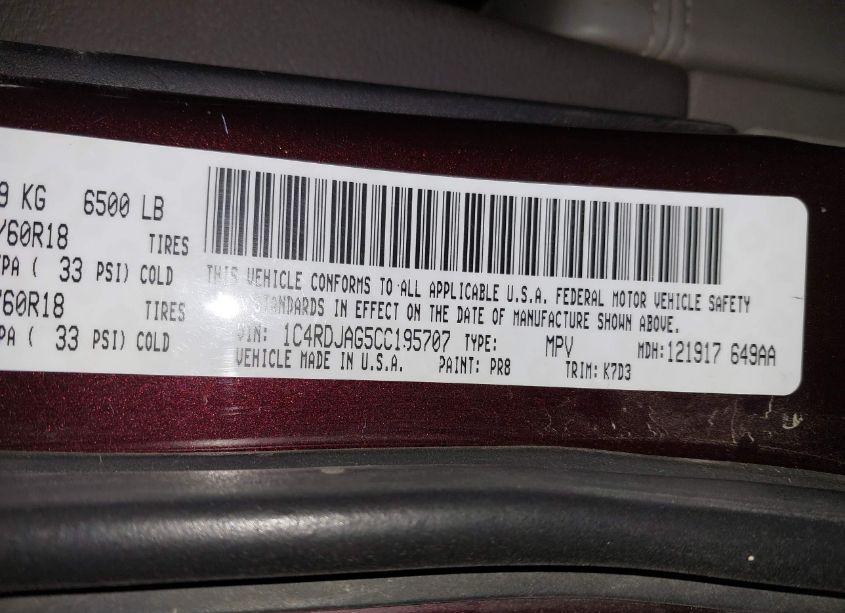 9 KG 6500 LB
/60R18 TIRES
PA ( 33 PSI) COLD
/60R18 TIRES
PA ( 33 PSI) COLD
THIS VEHICLE CONFORMS TO ALL APPLICABLE U.S.A. FEDERAL MOTOR VEHICLE SAFETY
STANDARDS IN EFFECT ON THE DATE OF MANUFACTURE SHOWN ABOVE.
VIN: 1C4RDJAG5CC195707 TYPE: MPV MDH:121917 649AA
VEHICLE MADE IN U.S.A. PAINT: PR8 TRIM: K7D3